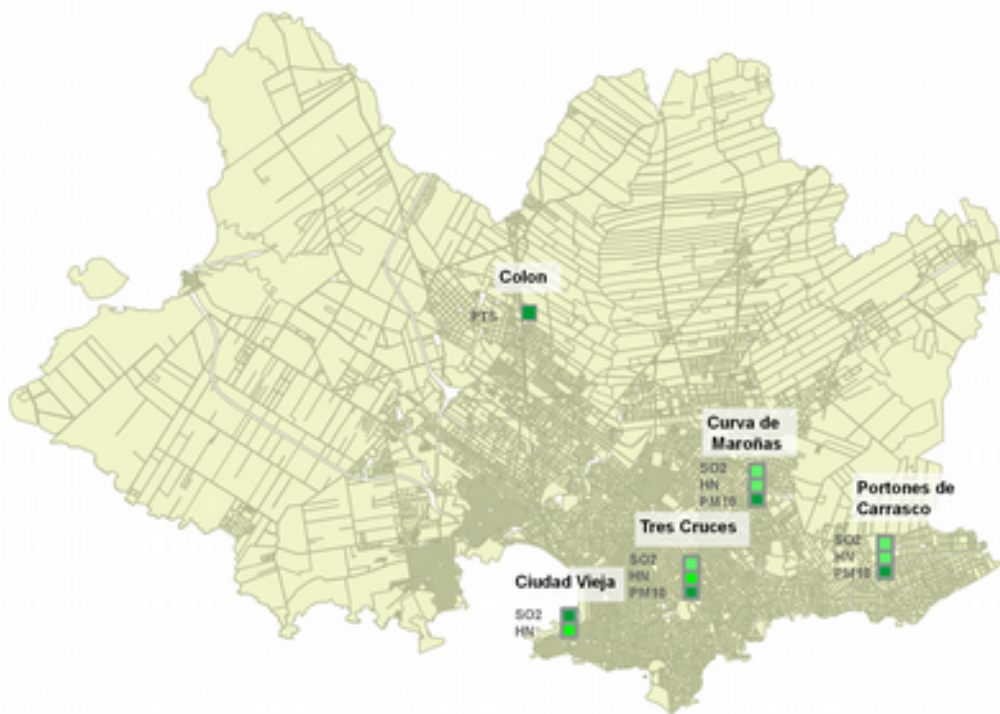 Colon
PTS
Curva de
Maroñas
SO2
HN
PM10
Portones de
Carrasco
SO2
HN
PM10
Tres Cruces
SO2
HN
PM10
Ciudad Vieja
SO2
HN